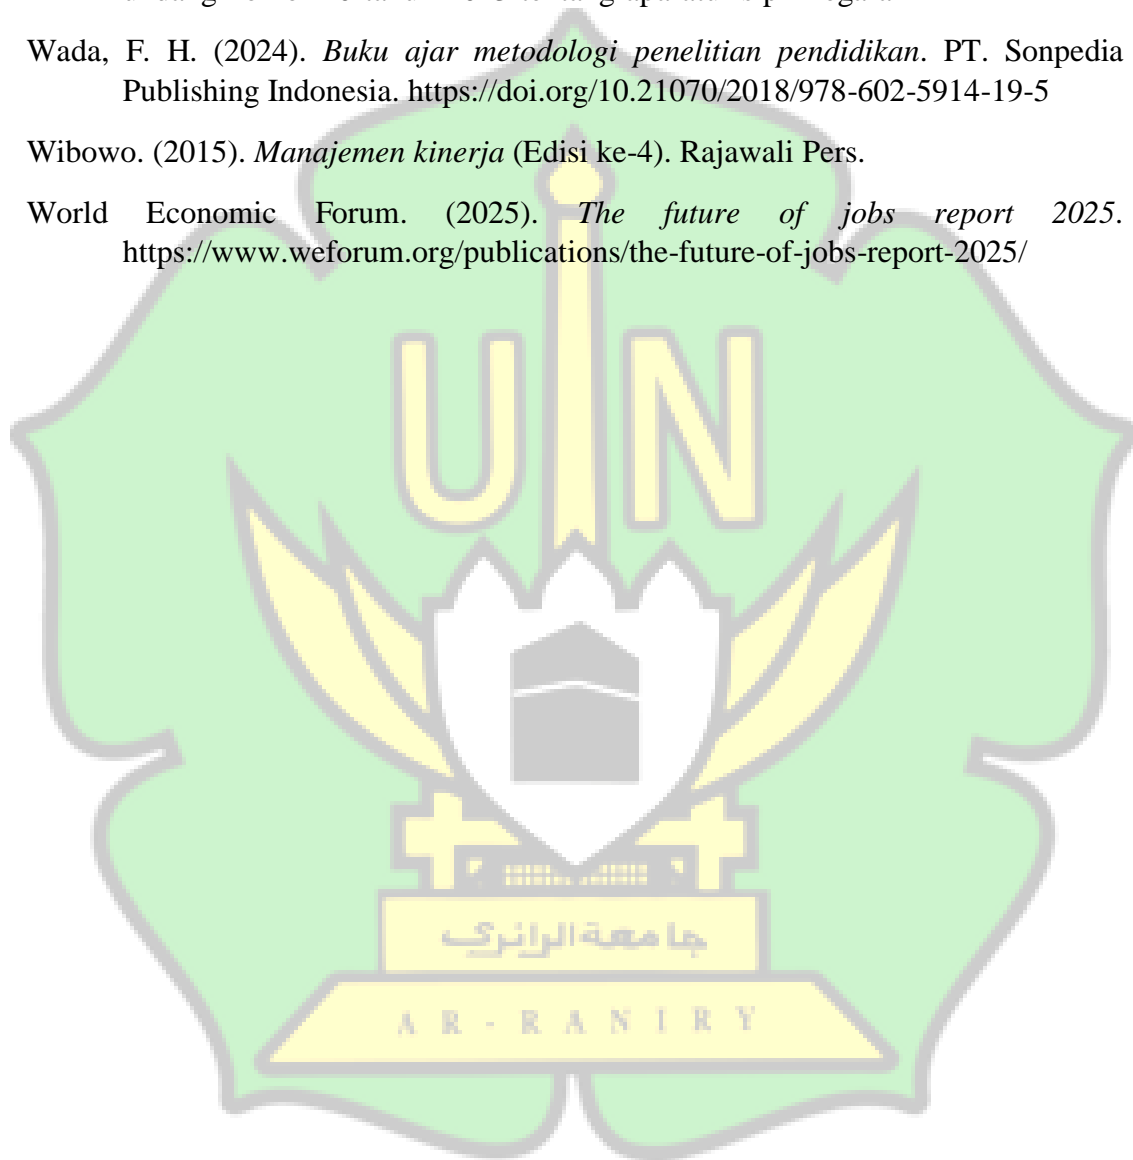 Wada, F. H. (2024). Buku ajar metodologi penelitian pendidikan. PT. Sonpedia
Publishing Indonesia. https://doi.org/10.21070/2018/978-602-5914-19-5
Wibowo. (2015). Manajemen kinerja (Edisi ke-4). Rajawali Pers.
World Economic Forum. (2025). The future of jobs report 2025.
https://www.weforum.org/publications/the-future-of-jobs-report-2025/
UIN
جامعة الرانري
AR-RANIRY